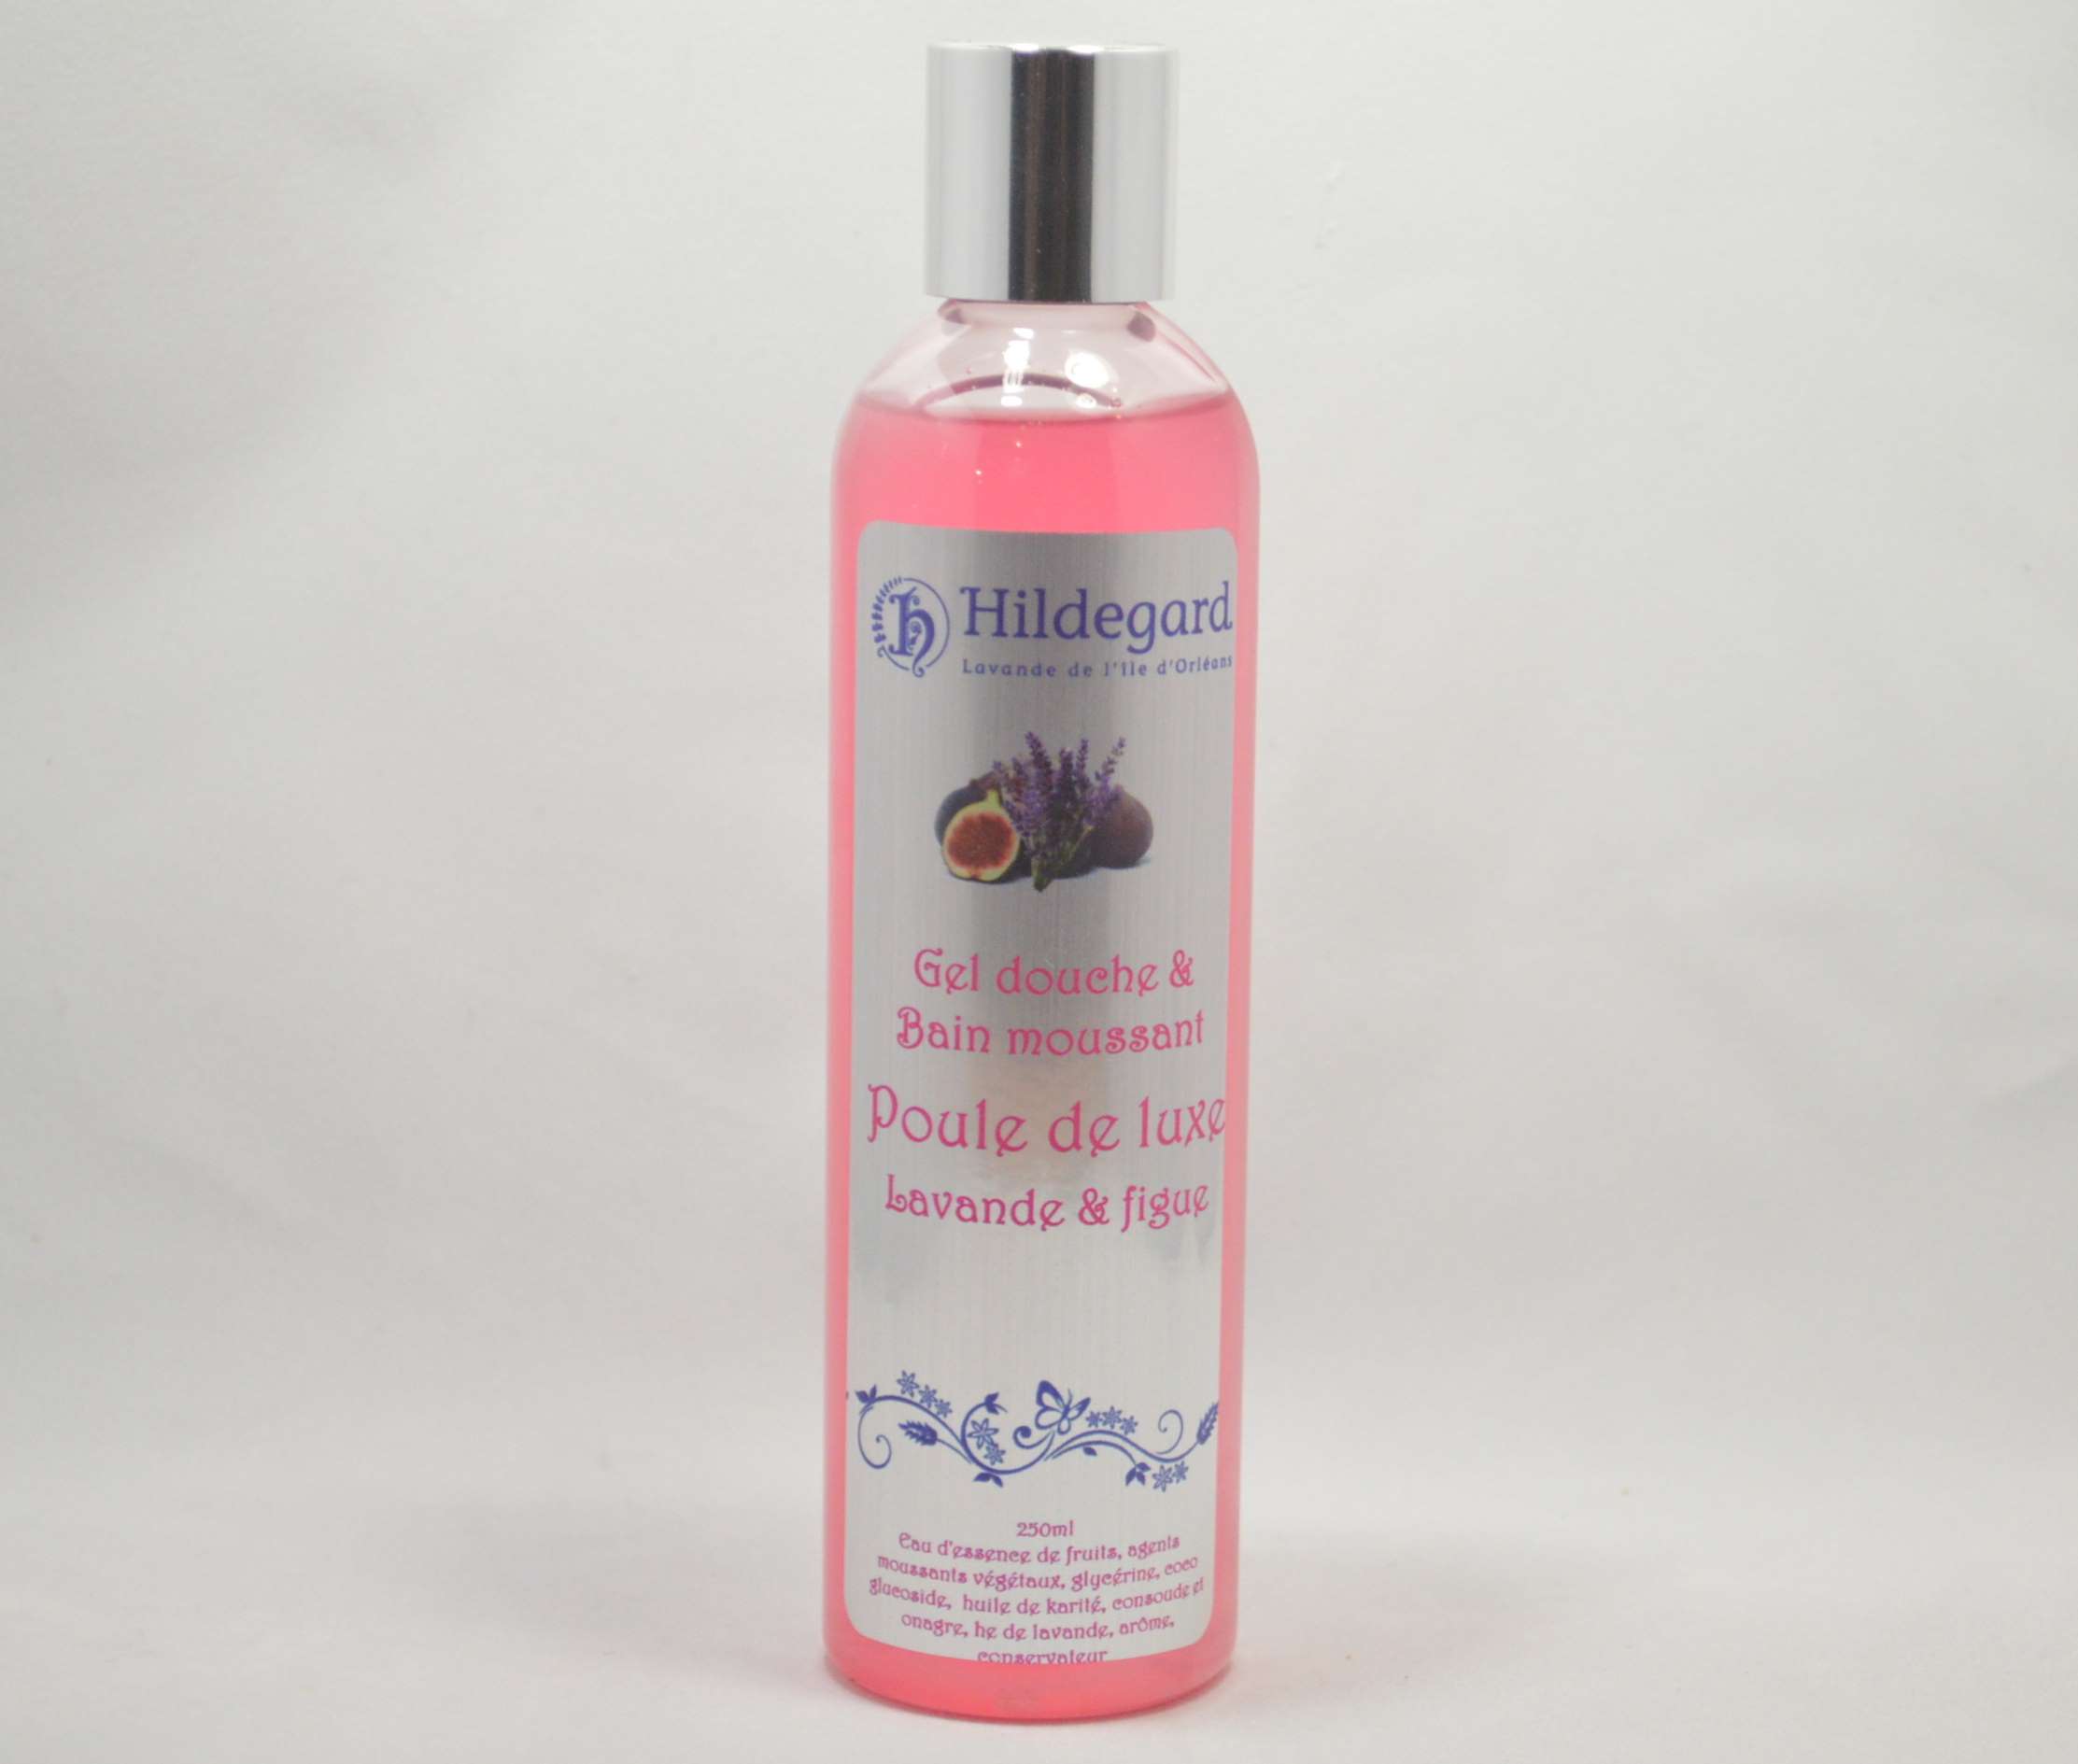 Hildegard
Lavande de l'île d'Orléans
Gel douche &
Bain moussant
Poule de luxe
Lavande & figue
250ml
Eau d'essence de fruits, agents
moussants végétaux, glycérine, coco
glucoside, huile de karité, consoude et
onagre, he de lavande, arôme,
conservateur